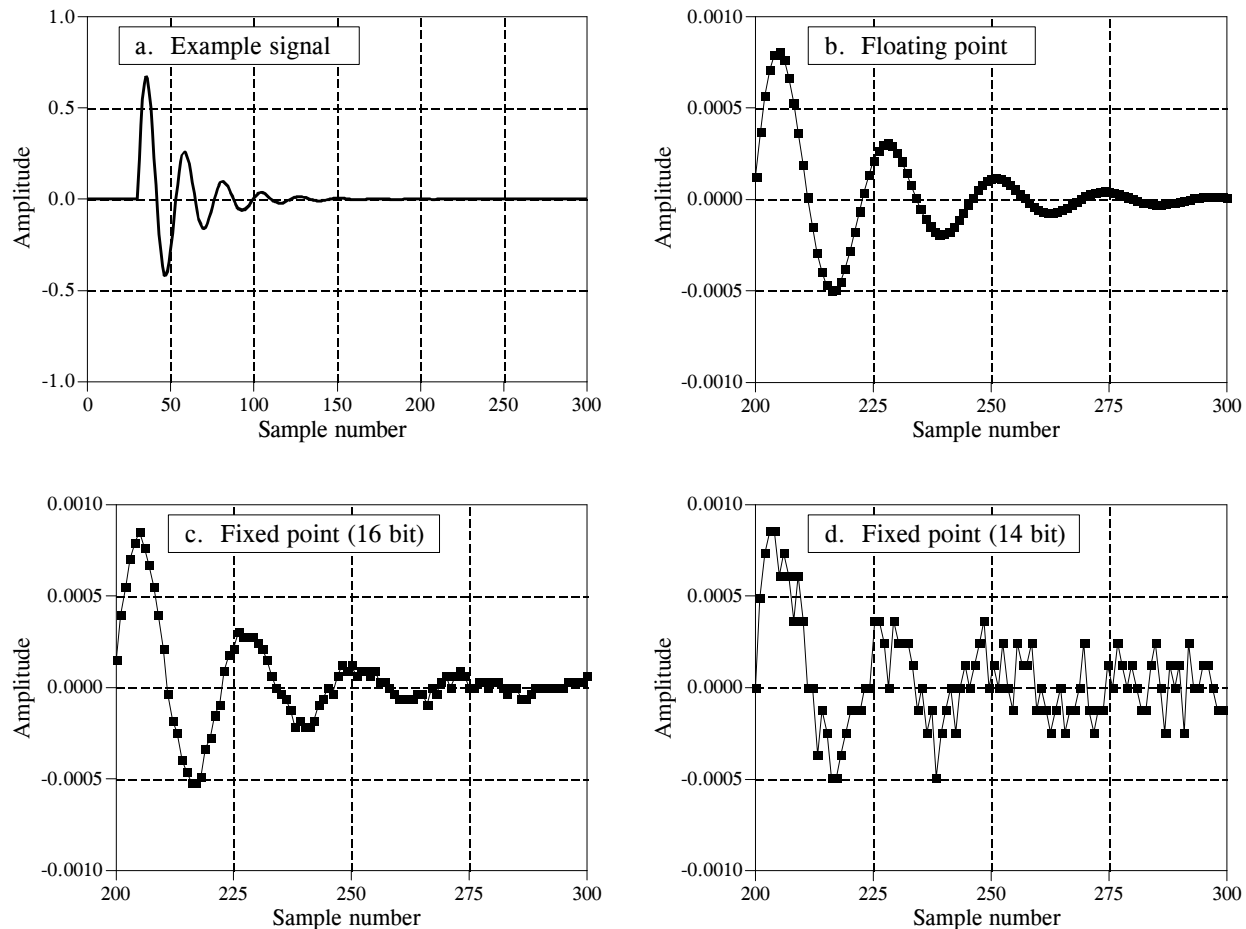 a. Example signal
1.0
0.5
0.0
-0.5
-1.0
Amplitude
0 50 100 150 200 250 300
Sample number
b. Floating point
0.0010
0.0005
0.0000
-0.0005
-0.0010
Amplitude
200 225 250 275 300
Sample number
c. Fixed point (16 bit)
0.0010
0.0005
0.0000
-0.0005
-0.0010
Amplitude
200 225 250 275 300
Sample number
d. Fixed point (14 bit)
0.0010
0.0005
0.0000
-0.0005
-0.0010
Amplitude
200 225 250 275 300
Sample number